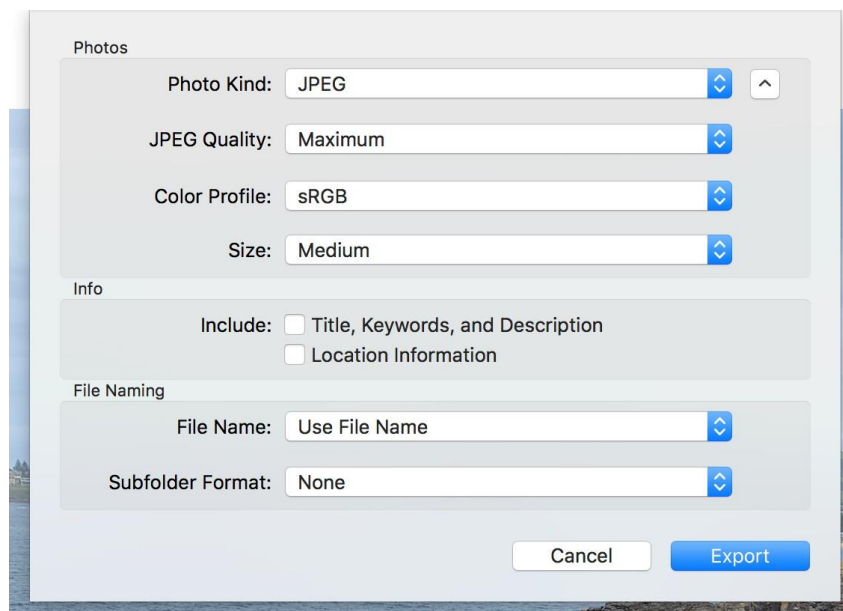 Photos
Photo Kind: JPEG
JPEG Quality: Maximum
Color Profile: sRGB
Size: Medium
Info
Include: Title, Keywords, and Description
Location Information
File Naming
File Name: Use File Name
Subfolder Format: None
Cancel Export